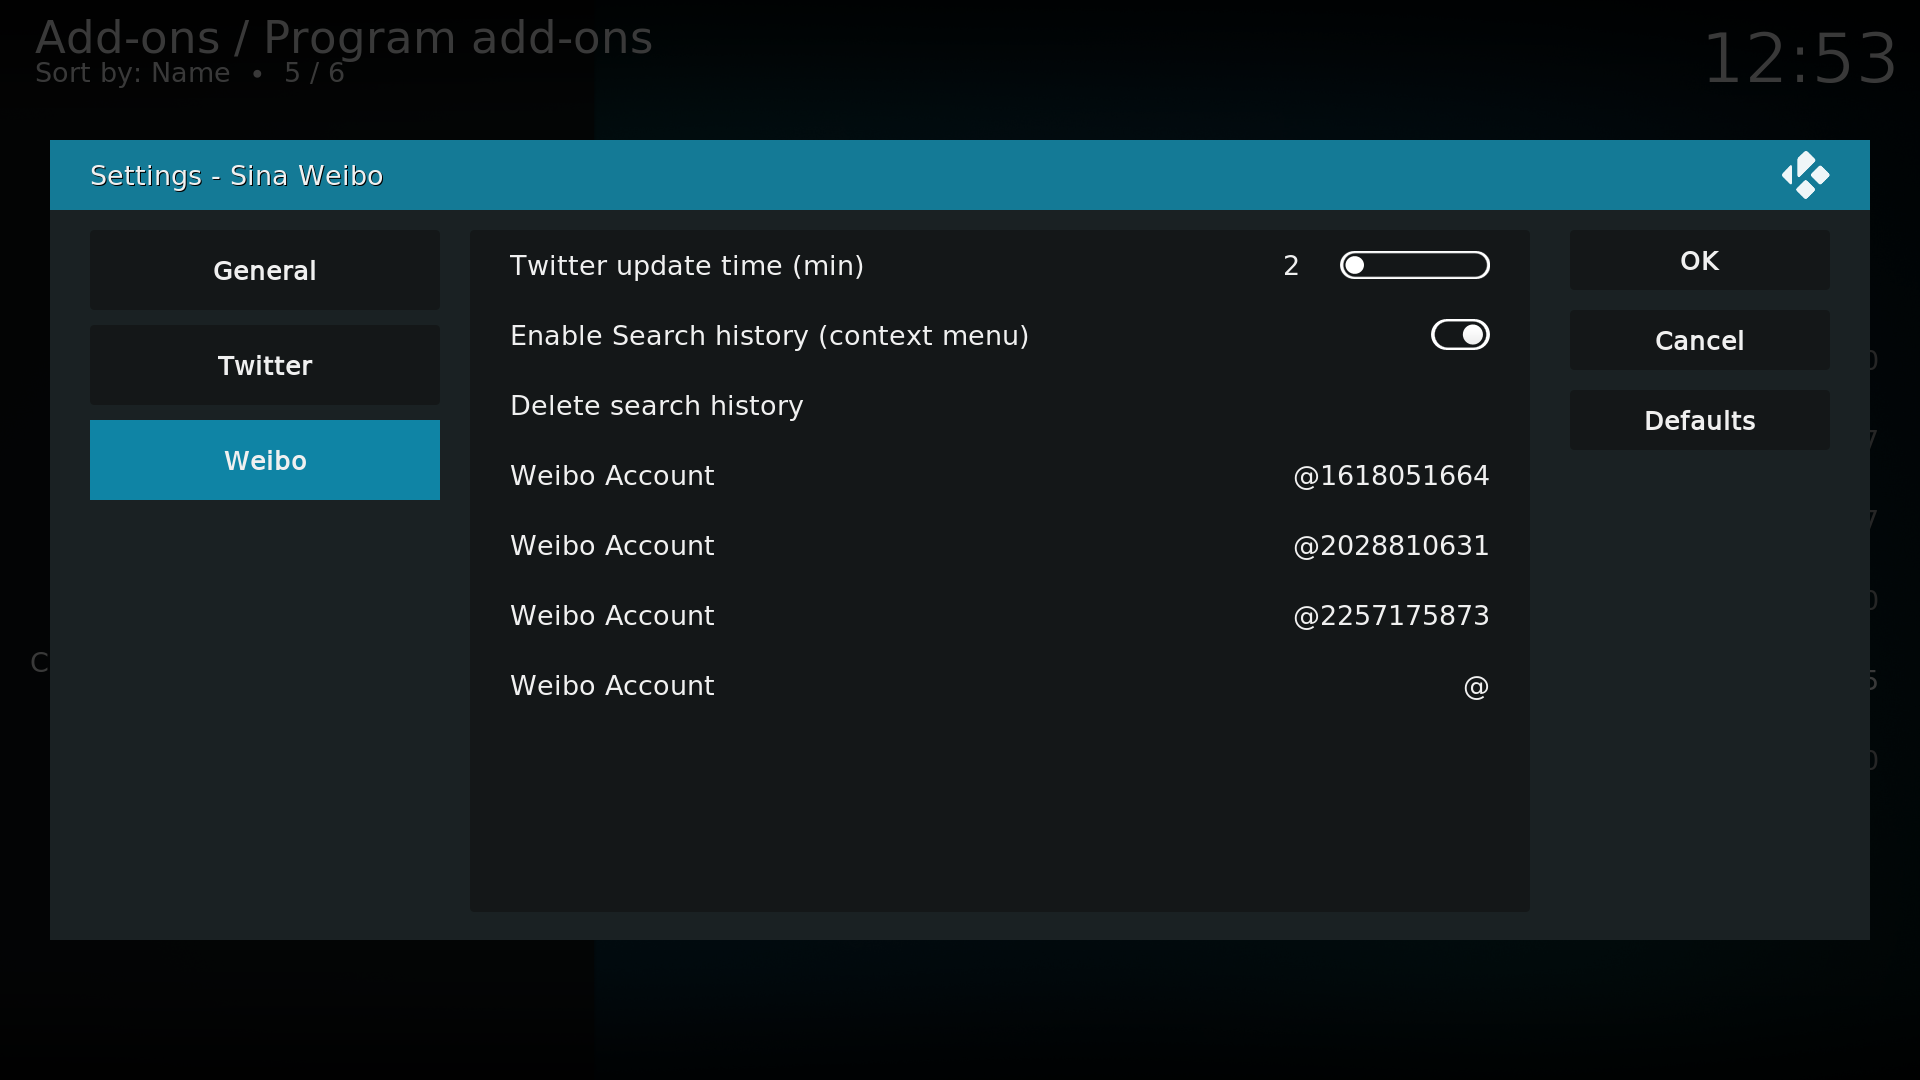 Add-ons / Program add-ons
Sort by: Name • 5 / 6
12:53
Settings - Sina Weibo
General
Twitter
Weibo
Twitter update time (min) 2
Enable Search history (context menu)
Delete search history
Weibo Account @1618051664
Weibo Account @2028810631
Weibo Account @2257175873
Weibo Account @
OK
Cancel
Defaults